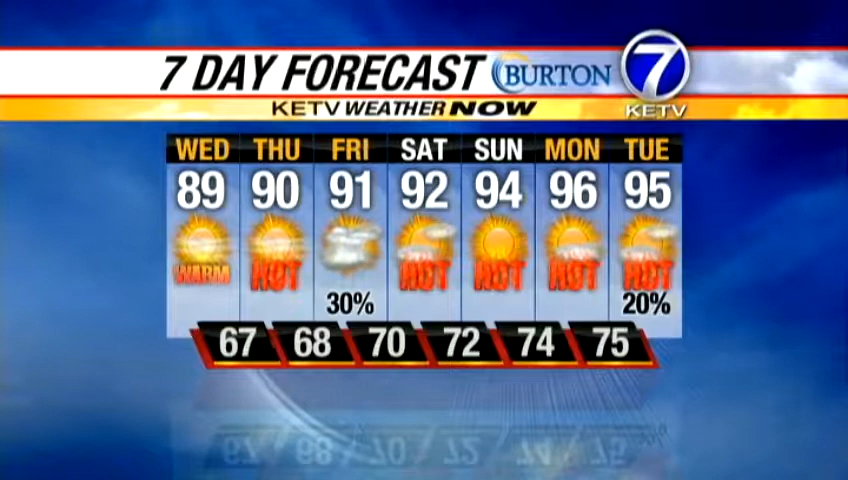 7 DAY FORECAST BURTON 7
KETV WEATHER NOW KETV
WED THU FRI SAT SUN MON TUE
89 90 91 92 94 96 95
WARM HOT HOT HOT HOT HOT
30% 20%
67 68 70 72 74 75